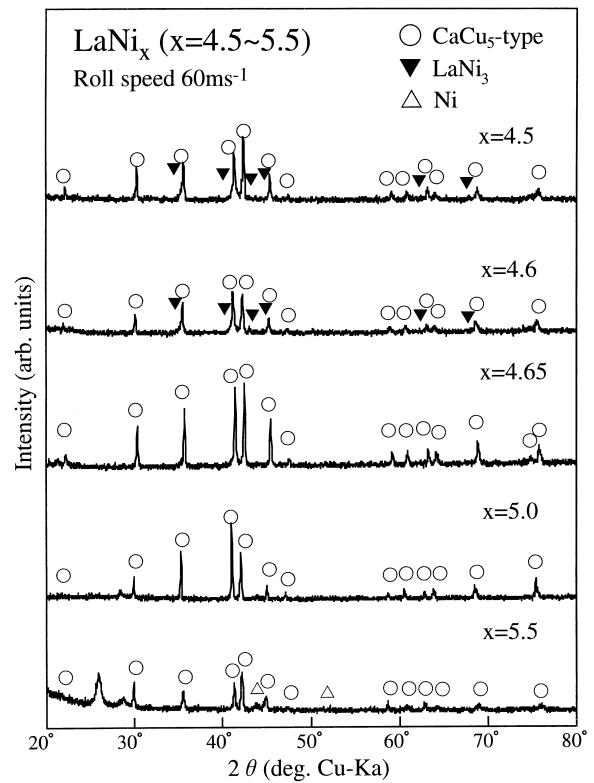 LaNiₓ (x=4.5~5.5)
Roll speed 60ms⁻¹
CaCu₅-type
LaNi₃
Ni
x=4.5
x=4.6
x=4.65
x=5.0
x=5.5
Intensity (arb. units)
20° 30° 40° 50° 60° 70° 80°
2 θ (deg. Cu-Ka)